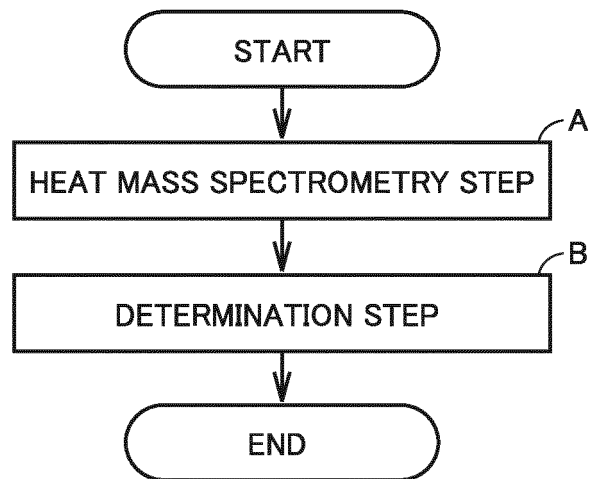 START
A
HEAT MASS SPECTROMETRY STEP
B
DETERMINATION STEP
END